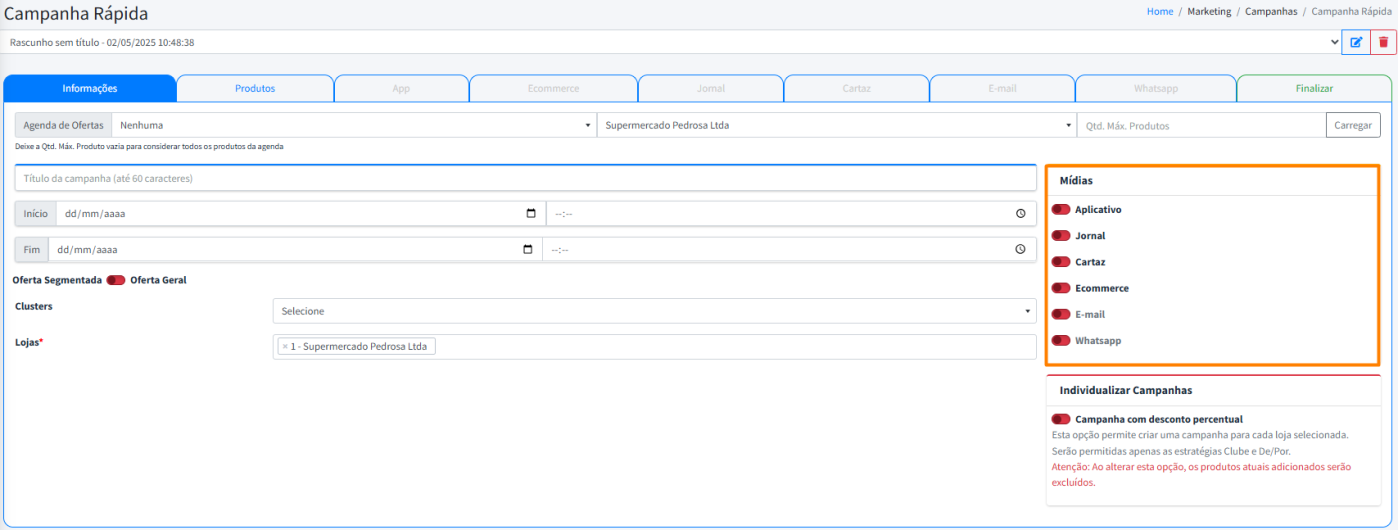 Campanha Rápida
Home / Marketing / Campanhas / Campanha Rápida
Rascunho sem título - 02/05/2025 10:48:38
Informações Produtos App Ecommerce Jornal Cartaz E-mail Whatsapp Finalizar
Agenda de Ofertas Nenhuma Supermercado Pedrosa Ltda Qtd. Máx. Produtos Carregar
Deixe a Qtd. Máx. Produto vazia para considerar todos os produtos da agenda
Título da campanha (até 60 caracteres)
Início dd/mm/aaaa --:--
Fim dd/mm/aaaa --:--
Oferta Segmentada Oferta Geral
Clusters Selecione
Lojas* × 1 - Supermercado Pedrosa Ltda
Mídias
Aplicativo
Jornal
Cartaz
Ecommerce
E-mail
Whatsapp
Individualizar Campanhas
Campanha com desconto percentual
Esta opção permite criar uma campanha para cada loja selecionada.
Serão permitidas apenas as estratégias Clube e De/Por.
Atenção: Ao alterar esta opção, os produtos atuais adicionados serão
excluídos.